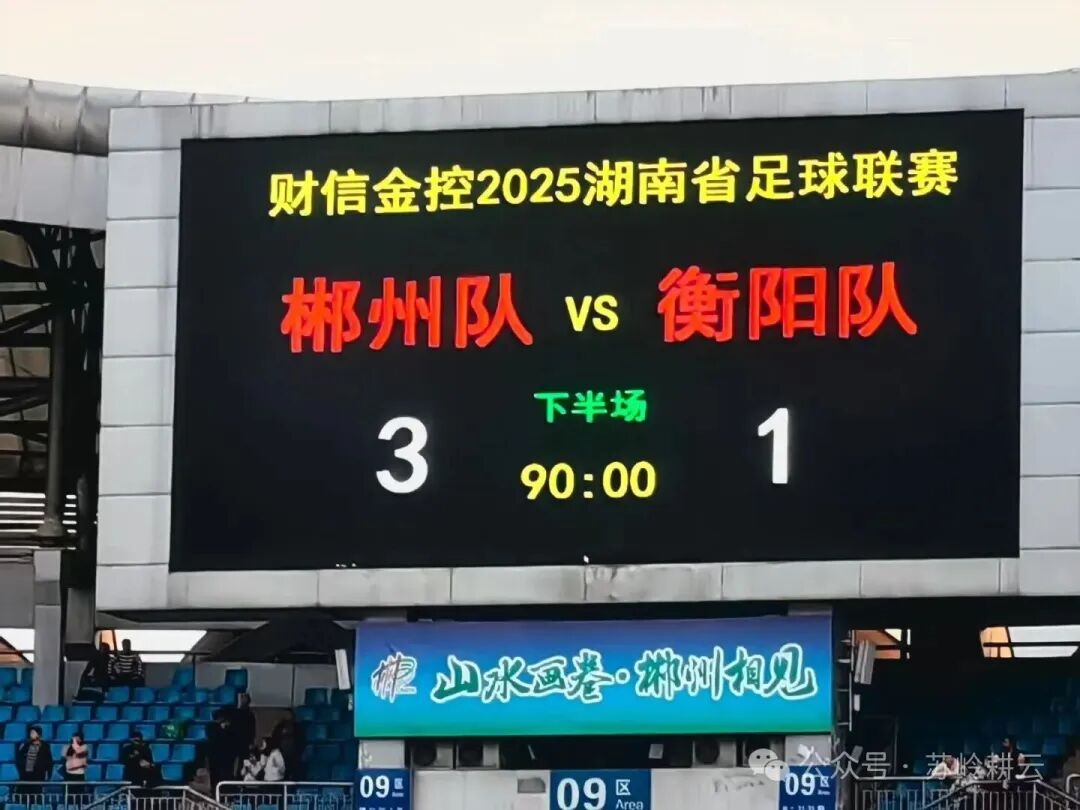 财信金控2025湖南省足球联赛
郴州队 VS 衡阳队
下半场
3 90:00 1
山水画卷·郴州相见
09区
09区
Area
09区
公众号·苏岭耕云